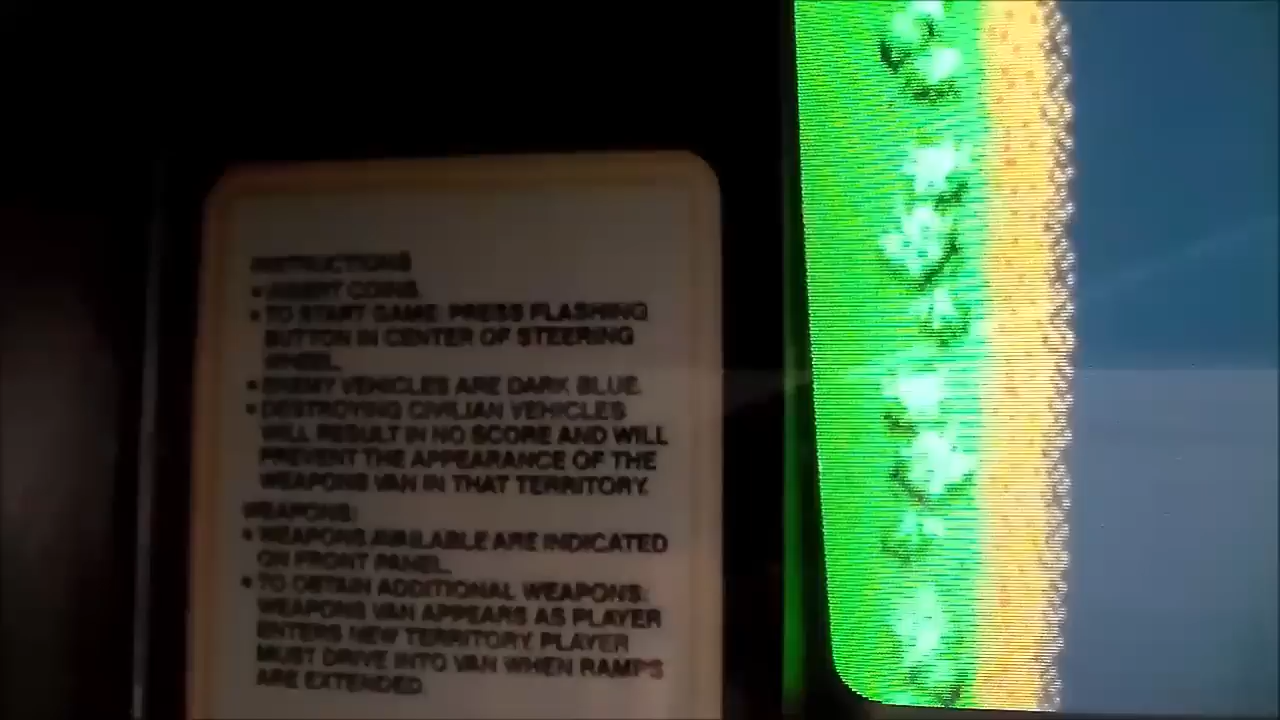 INSTRUCTIONS
• INSERT COINS.
• TO START GAME: PRESS FLASHING
BUTTON IN CENTER OF STEERING
WHEEL.
• ENEMY VEHICLES ARE DARK BLUE.
• DESTROYING CIVILIAN VEHICLES
WILL RESULT IN NO SCORE AND WILL
PREVENT THE APPEARANCE OF THE
WEAPONS VAN IN THAT TERRITORY.
WEAPONS:
• WEAPONS AVAILABLE ARE INDICATED
ON FRONT PANEL.
• TO OBTAIN ADDITIONAL WEAPONS:
WEAPONS VAN APPEARS AS PLAYER
ENTERS NEW TERRITORY. PLAYER
MUST DRIVE INTO VAN WHEN RAMPS
ARE EXTENDED.